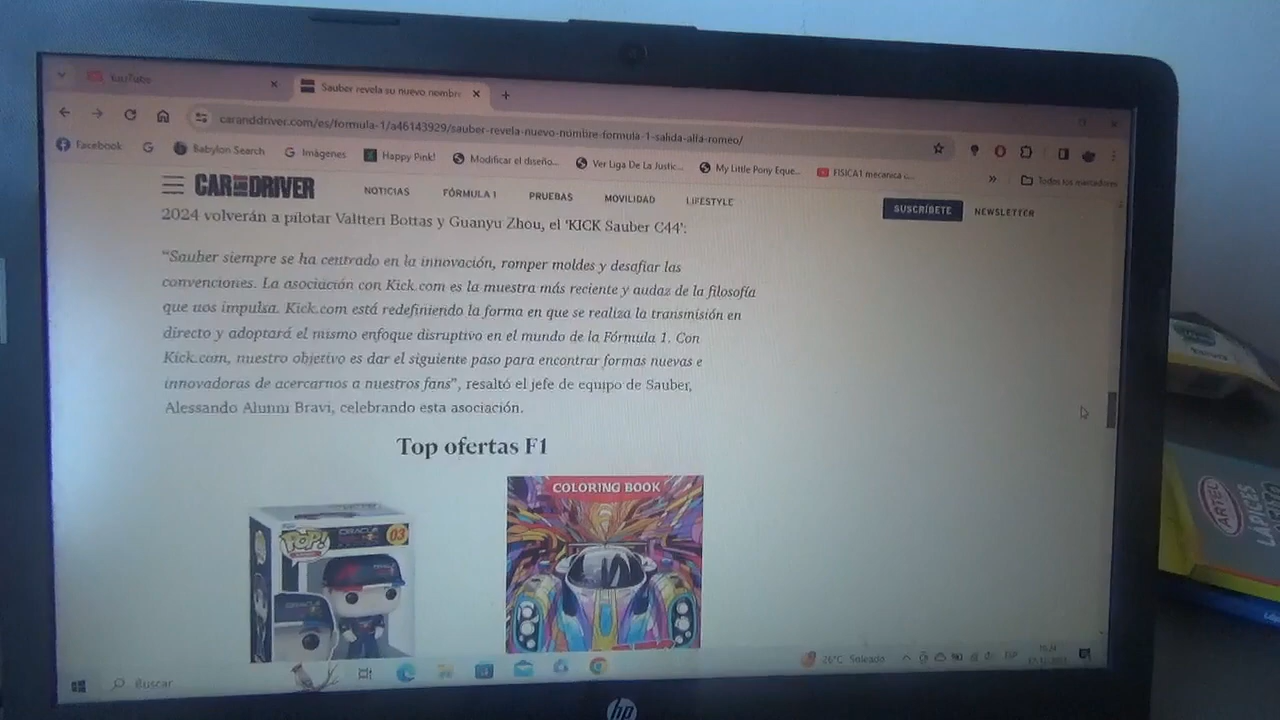 YouTube
Sauber revela su nuevo nombre
caranddriver.com/es/formula-1/a46143929/sauber-revela-nuevo-nombre-formula-1-salida-alfa-romeo/
Facebook
Babylon Search
Imágenes
Happy Pink!
Modificar el diseño...
Ver Liga De La Justic...
My Little Pony Eque...
FISICA1 mecanica c...
»
Todos los marcadores
CAR AND DRIVER
NOTICIAS
FÓRMULA 1
PRUEBAS
MOVILIDAD
LIFESTYLE
SUSCRÍBETE
NEWSLETTER
2024 volverán a pilotar Valtteri Bottas y Guanyu Zhou, el ‘KICK Sauber C44’:
“Sauber siempre se ha centrado en la innovación, romper moldes y desafiar las
convenciones. La asociación con Kick.com es la muestra más reciente y audaz de la filosofía
que nos impulsa. Kick.com está redefiniendo la forma en que se realiza la transmisión en
directo y adoptará el mismo enfoque disruptivo en el mundo de la Fórmula 1. Con
Kick.com, nuestro objetivo es dar el siguiente paso para encontrar formas nuevas e
innovadoras de acercarnos a nuestros fans”, resaltó el jefe de equipo de Sauber,
Alessando Alunni Bravi, celebrando esta asociación.
Top ofertas F1
POP!
ORACLE
03
COLORING BOOK
Buscar
26°C Soleado
ESP
hp
ARTEL
LÁPICES